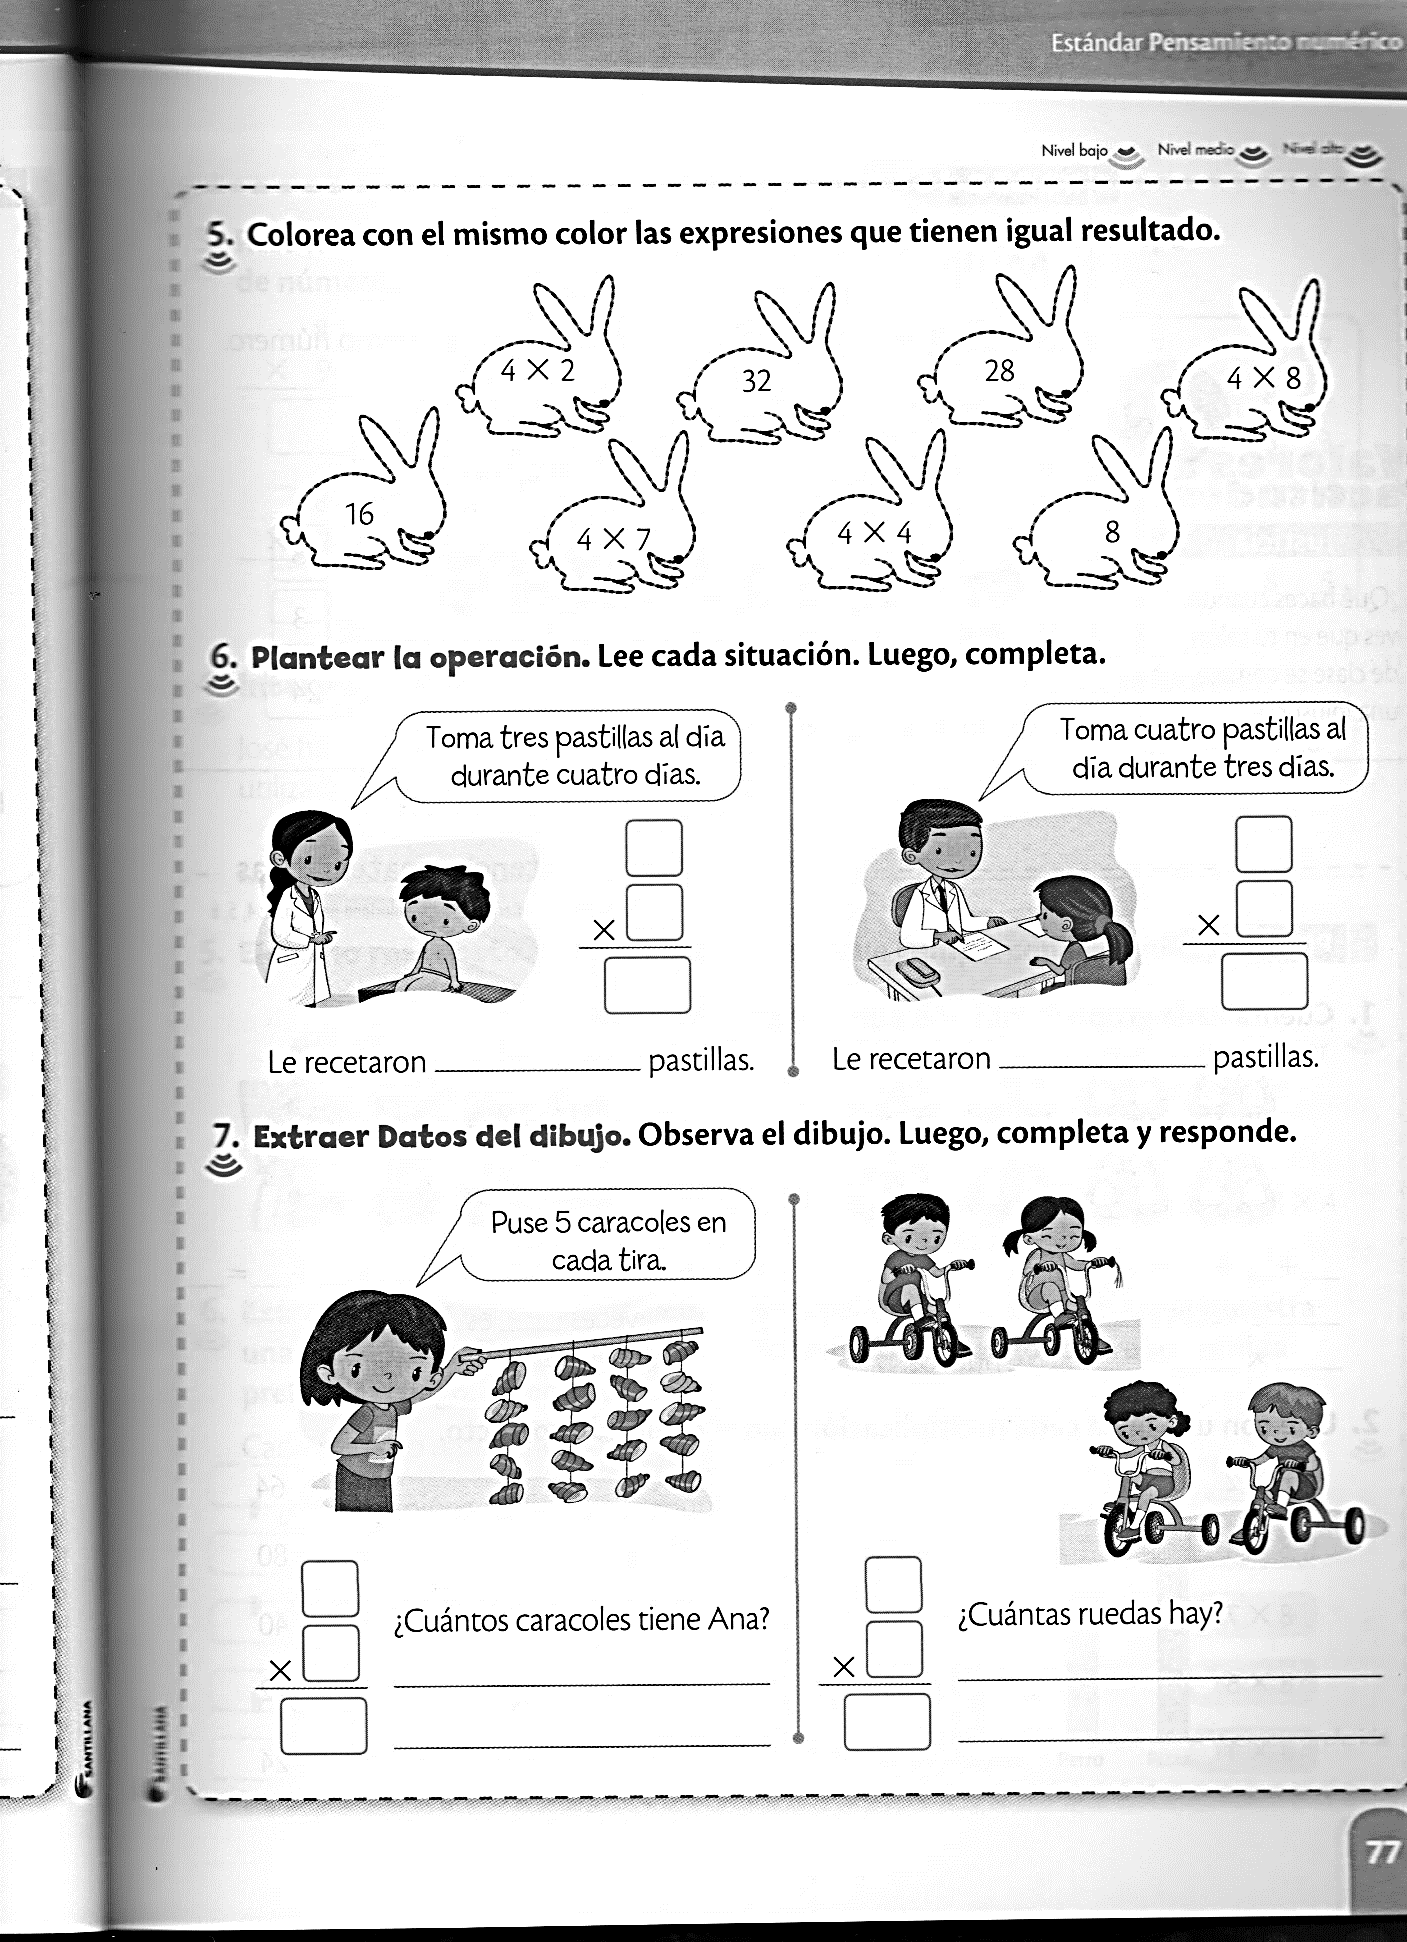 Estándar Pensamiento numérico
Nivel bajo Nivel medio Nivel alto
5. Colorea con el mismo color las expresiones que tienen igual resultado.
4 × 2
32
28
4 × 8
16
4 × 7
4 × 4
8
6. Plantear la operación. Lee cada situación. Luego, completa.
Toma tres pastillas al día
durante cuatro días.
×
Le recetaron ____________ pastillas.
Toma cuatro pastillas al
día durante tres días.
×
Le recetaron ____________ pastillas.
7. Extraer Datos del dibujo. Observa el dibujo. Luego, completa y responde.
Puse 5 caracoles en
cada tira.
×
¿Cuántos caracoles tiene Ana?
×
¿Cuántas ruedas hay?
SANTILLANA
SANTILLANA
77